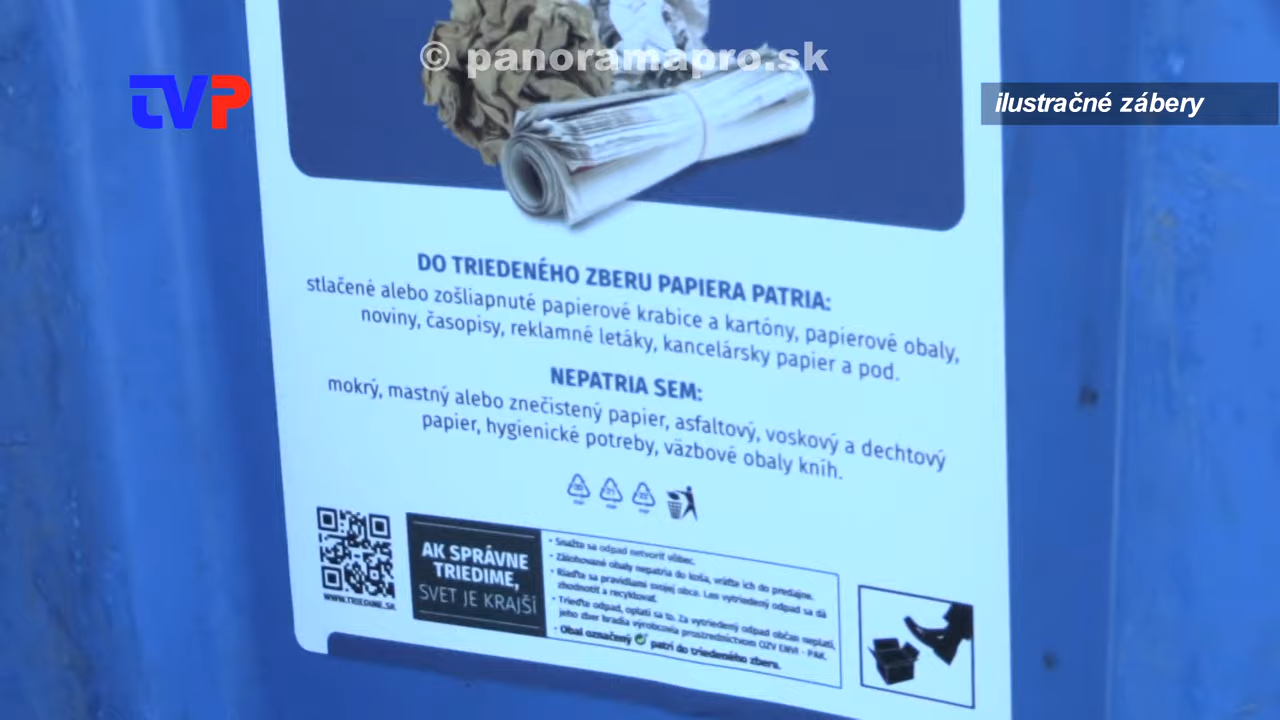 © panoramapro.sk
TVP
ilustračné zábery
DO TRIEDENÉHO ZBERU PAPIERA PATRIA:
stlačené alebo zošliapnuté papierové krabice a kartóny, papierové obaly,
noviny, časopisy, reklamné letáky, kancelársky papier a pod.
NEPATRIA SEM:
mokrý, mastný alebo znečistený papier, asfaltový, voskový a dechtový
papier, hygienické potreby, väzbové obaly kníh.
WWW.TRIEDIME.SK
AK SPRÁVNE
TRIEDIME,
SVET JE KRAJŠÍ
• Snažte sa odpad netvoriť vôbec.
• Zálohované obaly nepatria do koša, vráťte ich do predajne.
• Riaďte sa pravidlami svojej obce. Len vytriedený odpad sa dá
zhodnotiť a recyklovať.
• Trieďte odpad, oplatí sa to. Za vytriedený odpad občan neplatí,
jeho zber hradia výrobcovia prostredníctvom OZV ENVI - PAK.
• Obal označený patrí do triedeného zberu.